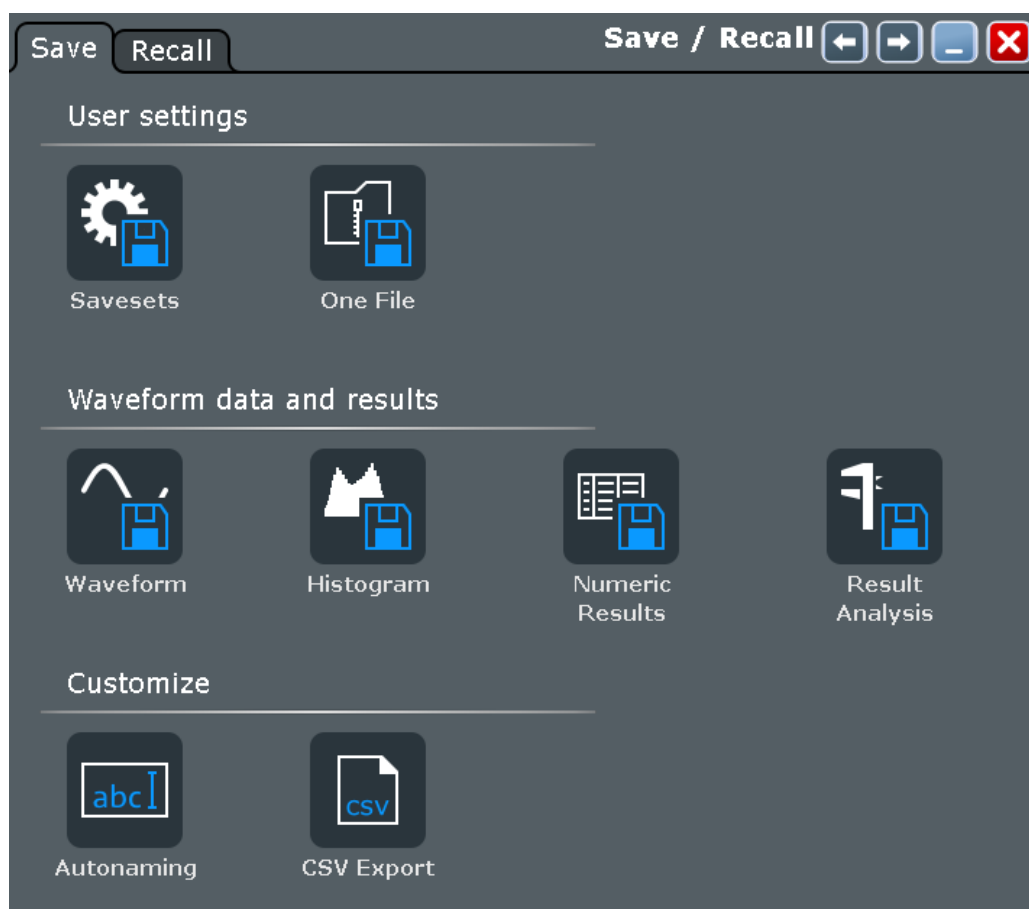 Save Recall Save / Recall
User settings
Savesets One File
Waveform data and results
Waveform Histogram Numeric Results Result Analysis
Customize
abc csv
Autonaming CSV Export